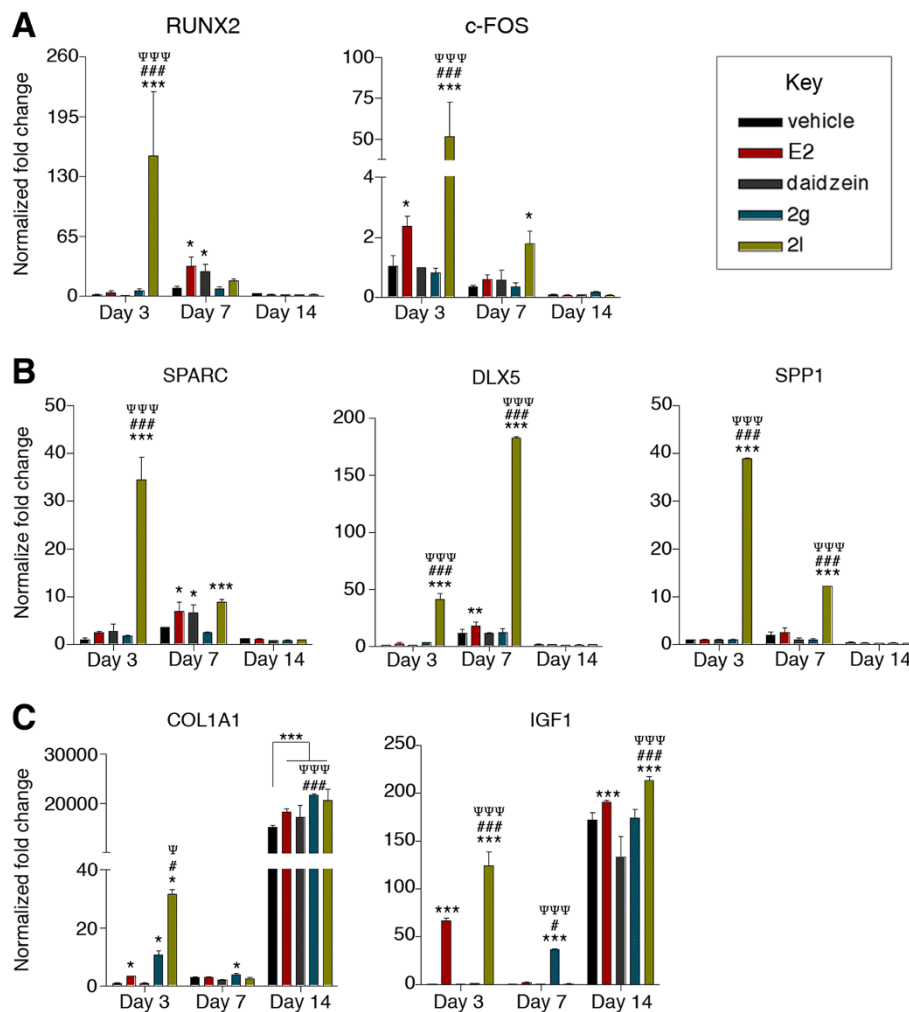 A
RUNX2
c-FOS
Normalized fold change
260
195
130
65
0
ΨΨΨ
###
***
*
*
Day 3
Day 7
Day 14
100
75
50
4
2
0
*
ΨΨΨ
###
***
*
Day 3
Day 7
Day 14
Key
vehicle
E2
daidzein
2g
2l
B
SPARC
DLX5
SPP1
Normalize fold change
50
40
30
20
10
0
ΨΨΨ
###
***
*
*
***
Day 3
Day 7
Day 14
200
150
100
50
0
ΨΨΨ
###
***
**
ΨΨΨ
###
***
Day 3
Day 7
Day 14
50
40
30
20
10
0
ΨΨΨ
###
***
ΨΨΨ
###
***
Day 3
Day 7
Day 14
C
COL1A1
IGF1
Normalized fold change
30000
20000
40
20
0
*
*
Ψ
#
*
*
***
ΨΨΨ
###
Day 3
Day 7
Day 14
250
200
150
100
50
0
***
ΨΨΨ
###
***
ΨΨΨ
#
***
***
ΨΨΨ
###
***
Day 3
Day 7
Day 14